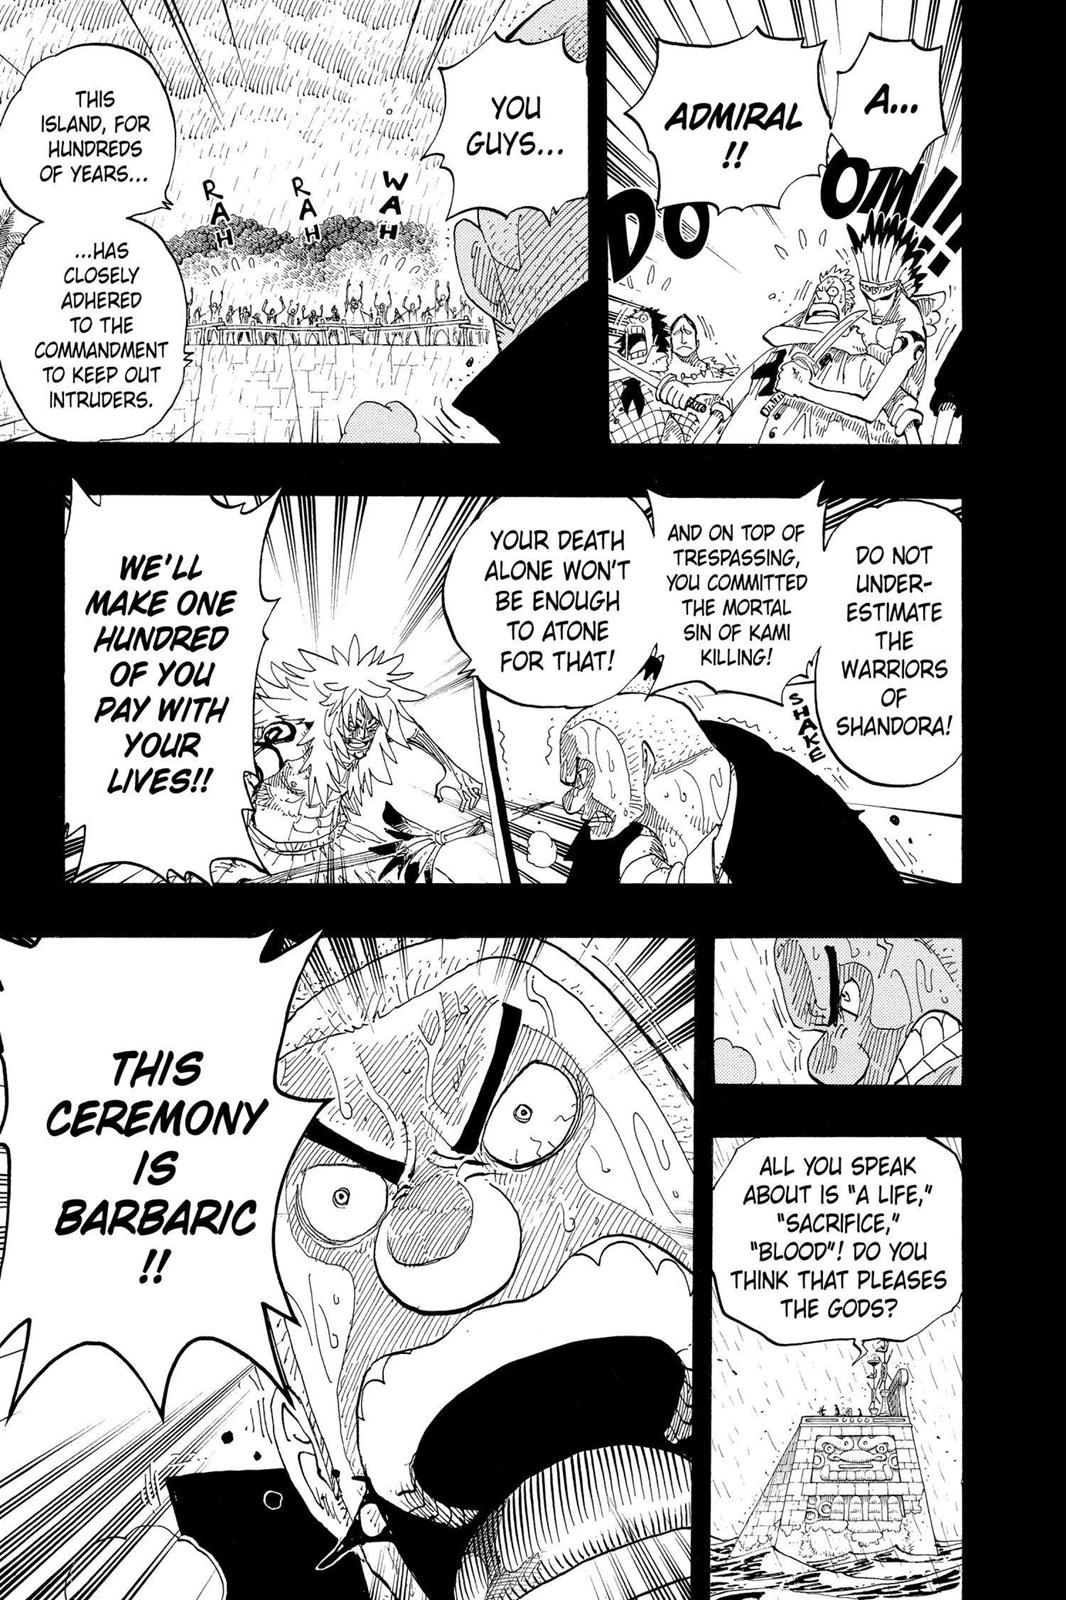 A...
ADMIRAL
!!
DO
OM!!!
YOU
GUYS...
WAH
RAH
RAH
THIS
ISLAND, FOR
HUNDREDS
OF YEARS...
...HAS
CLOSELY
ADHERED
TO THE
COMMANDMENT
TO KEEP OUT
INTRUDERS.
DO NOT
UNDER-
ESTIMATE
THE
WARRIORS
OF
SHANDORA!
SHAKE
AND ON TOP OF
TRESPASSING,
YOU COMMITTED
THE MORTAL
SIN OF KAMI
KILLING!
YOUR DEATH
ALONE WON'T
BE ENOUGH
TO ATONE
FOR THAT!
WE'LL
MAKE ONE
HUNDRED
OF YOU
PAY WITH
YOUR
LIVES!!
ALL YOU SPEAK
ABOUT IS "A LIFE,"
"SACRIFICE,"
"BLOOD"! DO YOU
THINK THAT PLEASES
THE GODS?
THIS
CEREMONY
IS
BARBARIC
!!